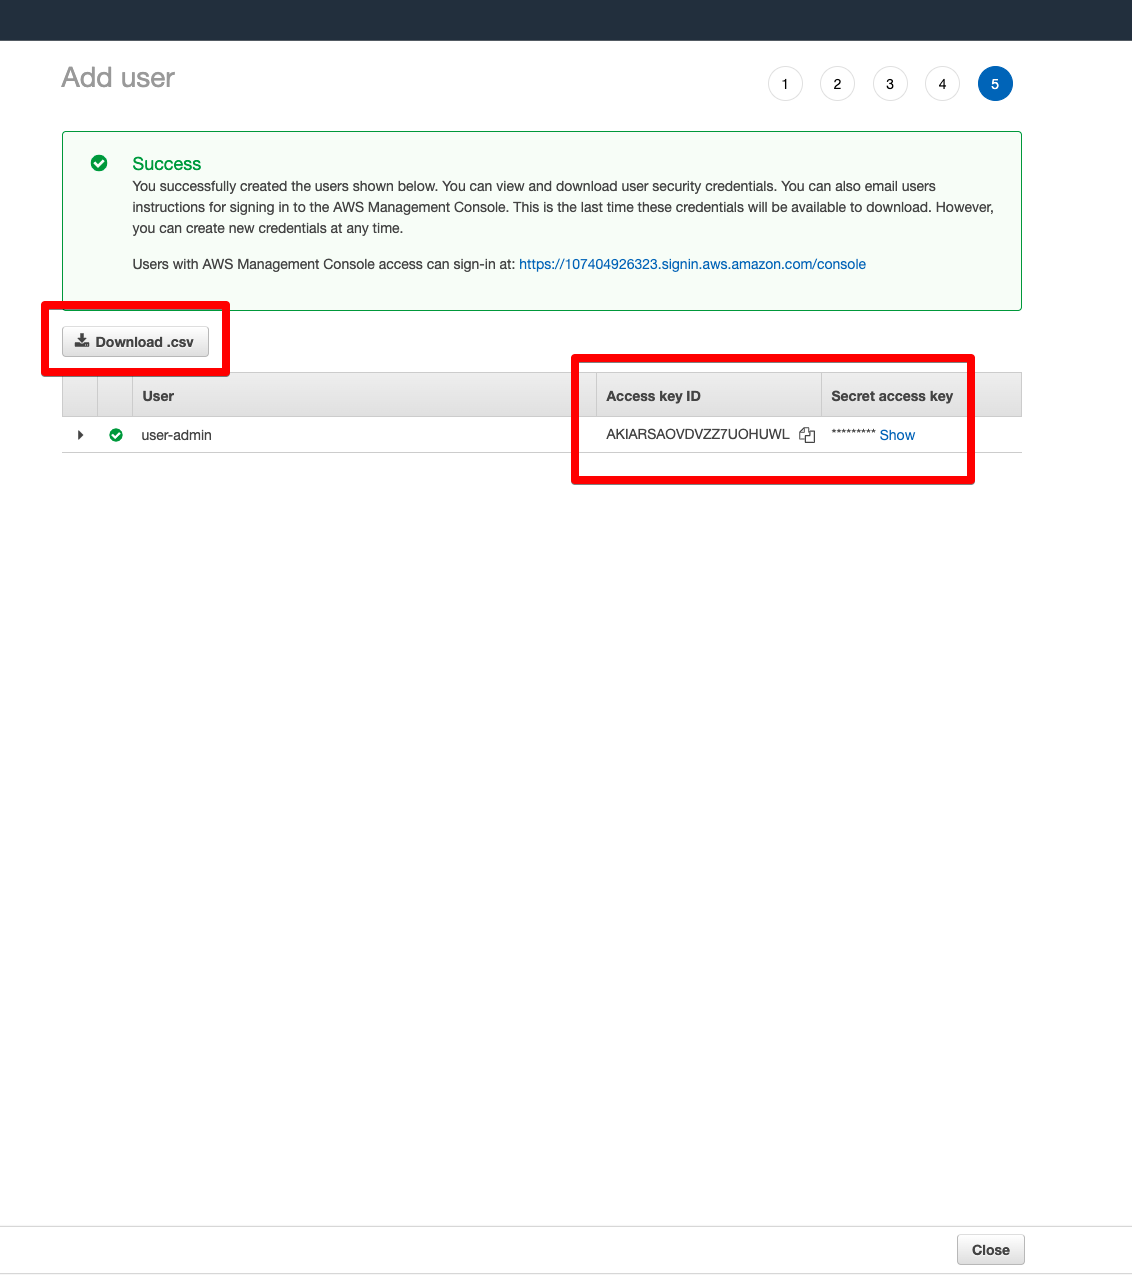 Add user
1 2 3 4 5
Success
You successfully created the users shown below. You can view and download user security credentials. You can also email users
instructions for signing in to the AWS Management Console. This is the last time these credentials will be available to download. However,
you can create new credentials at any time.
Users with AWS Management Console access can sign-in at: https://107404926323.signin.aws.amazon.com/console
Download .csv
User Access key ID Secret access key
user-admin AKIARSAOVDVZZ7UOHUWL ********* Show
Close